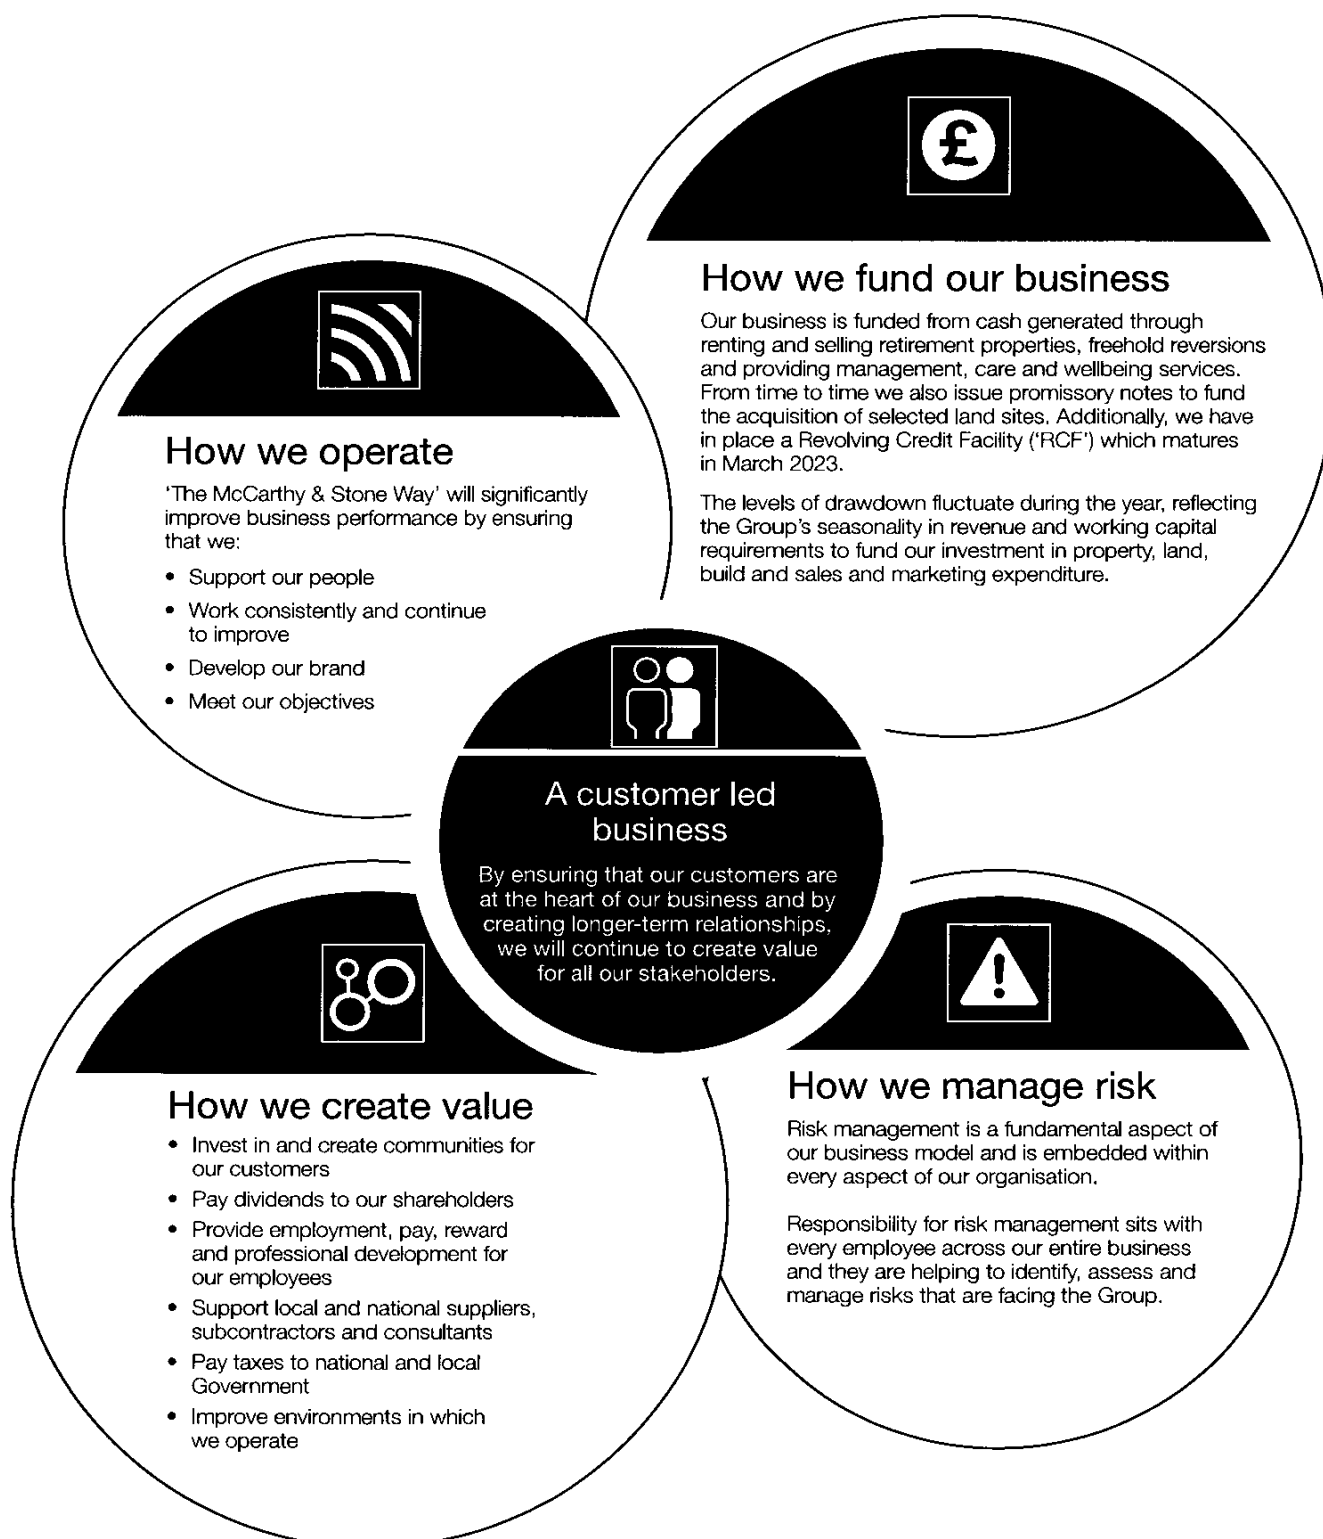 £
How we fund our business
Our business is funded from cash generated through
renting and selling retirement properties, freehold reversions
and providing management, care and wellbeing services.
From time to time we also issue promissory notes to fund
the acquisition of selected land sites. Additionally, we have
in place a Revolving Credit Facility (‘RCF’) which matures
in March 2023.
The levels of drawdown fluctuate during the year, reflecting
the Group’s seasonality in revenue and working capital
requirements to fund our investment in property, land,
build and sales and marketing expenditure.
How we operate
‘The McCarthy & Stone Way’ will significantly
improve business performance by ensuring
that we:
• Support our people
• Work consistently and continue
to improve
• Develop our brand
• Meet our objectives
A customer led
business
By ensuring that our customers are
at the heart of our business and by
creating longer-term relationships,
we will continue to create value
for all our stakeholders.
How we create value
• Invest in and create communities for
our customers
• Pay dividends to our shareholders
• Provide employment, pay, reward
and professional development for
our employees
• Support local and national suppliers,
subcontractors and consultants
• Pay taxes to national and local
Government
• Improve environments in which
we operate
!
How we manage risk
Risk management is a fundamental aspect of
our business model and is embedded within
every aspect of our organisation.
Responsibility for risk management sits with
every employee across our entire business
and they are helping to identify, assess and
manage risks that are facing the Group.